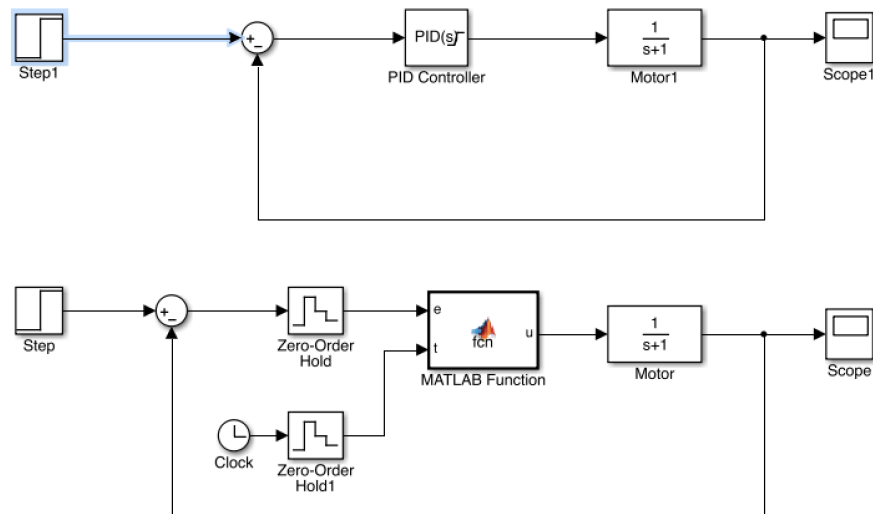 PID(s)
1
s+1
Step1
PID Controller
Motor1
Scope1
e
t
fcn
u
1
s+1
Step
Zero-Order
Hold
MATLAB Function
Motor
Scope
Clock
Zero-Order
Hold1